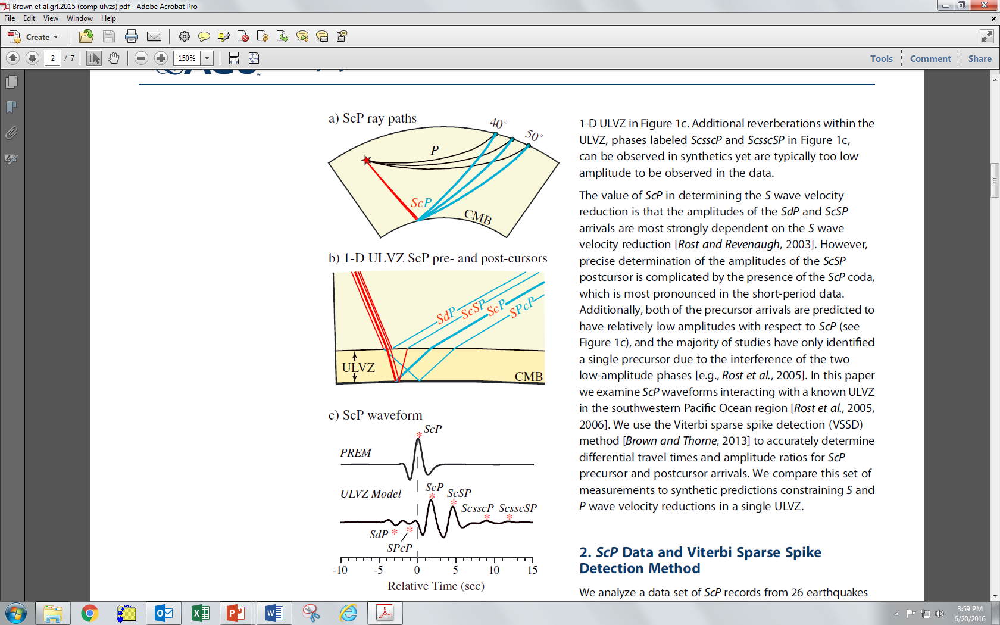 Brown et al.grl.2015 (comp ulvzs).pdf - Adobe Acrobat Pro
File Edit View Window Help
Create
2 / 7
150%
Tools Comment Share
a) ScP ray paths
40°
50°
P
ScP
CMB
b) 1-D ULVZ ScP pre- and post-cursors
SdP ScSP ScP SPcP
ULVZ
CMB
c) ScP waveform
ScP
PREM
ULVZ Model
ScP
ScSP
ScsscP ScsscSP
SdP
SPcP
-10 -5 0 5 10 15
Relative Time (sec)
1-D ULVZ in Figure 1c. Additional reverberations within the
ULVZ, phases labeled ScsscP and ScsscSP in Figure 1c,
can be observed in synthetics yet are typically too low
amplitude to be observed in the data.
The value of ScP in determining the S wave velocity
reduction is that the amplitudes of the SdP and ScSP
arrivals are most strongly dependent on the S wave
velocity reduction [Rost and Revenaugh, 2003]. However,
precise determination of the amplitudes of the ScSP
postcursor is complicated by the presence of the ScP coda,
which is most pronounced in the short-period data.
Additionally, both of the precursor arrivals are predicted to
have relatively low amplitudes with respect to ScP (see
Figure 1c), and the majority of studies have only identified
a single precursor due to the interference of the two
low-amplitude phases [e.g., Rost et al., 2005]. In this paper
we examine ScP waveforms interacting with a known ULVZ
in the southwestern Pacific Ocean region [Rost et al., 2005,
2006]. We use the Viterbi sparse spike detection (VSSD)
method [Brown and Thorne, 2013] to accurately determine
differential travel times and amplitude ratios for ScP
precursor and postcursor arrivals. We compare this set of
measurements to synthetic predictions constraining S and
P wave velocity reductions in a single ULVZ.
2. ScP Data and Viterbi Sparse Spike
Detection Method
We analyze a data set of ScP records from 26 earthquakes
3:59 PM
6/20/2016